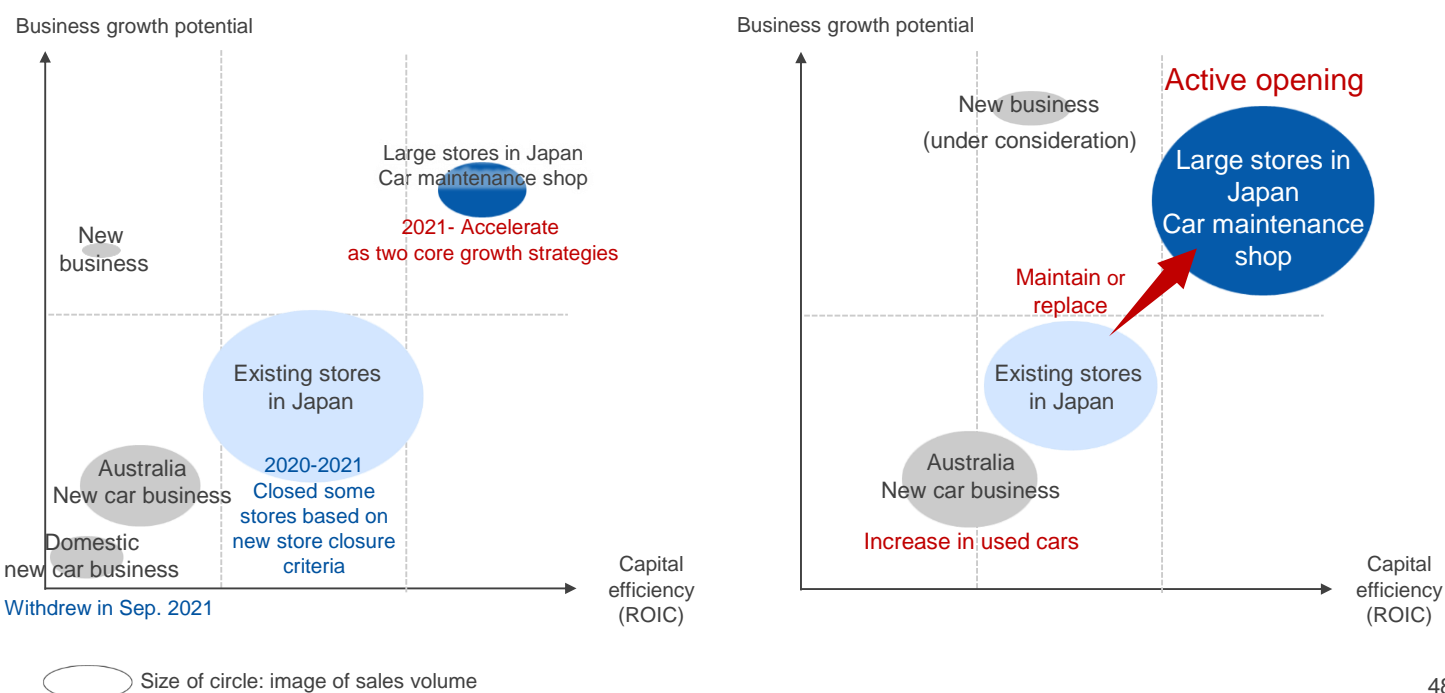 Business growth potential
Large stores in Japan
Car maintenance shop
2021- Accelerate
as two core growth strategies
New
business
Existing stores
in Japan
2020-2021
Closed some
stores based on
new store closure
criteria
Australia
New car business
Domestic
new car business
Withdrew in Sep. 2021
Capital
efficiency
(ROIC)
Business growth potential
Active opening
New business
(under consideration)
Large stores in
Japan
Car maintenance
shop
Maintain or
replace
Existing stores
in Japan
Australia
New car business
Increase in used cars
Capital
efficiency
(ROIC)
Size of circle: image of sales volume
48